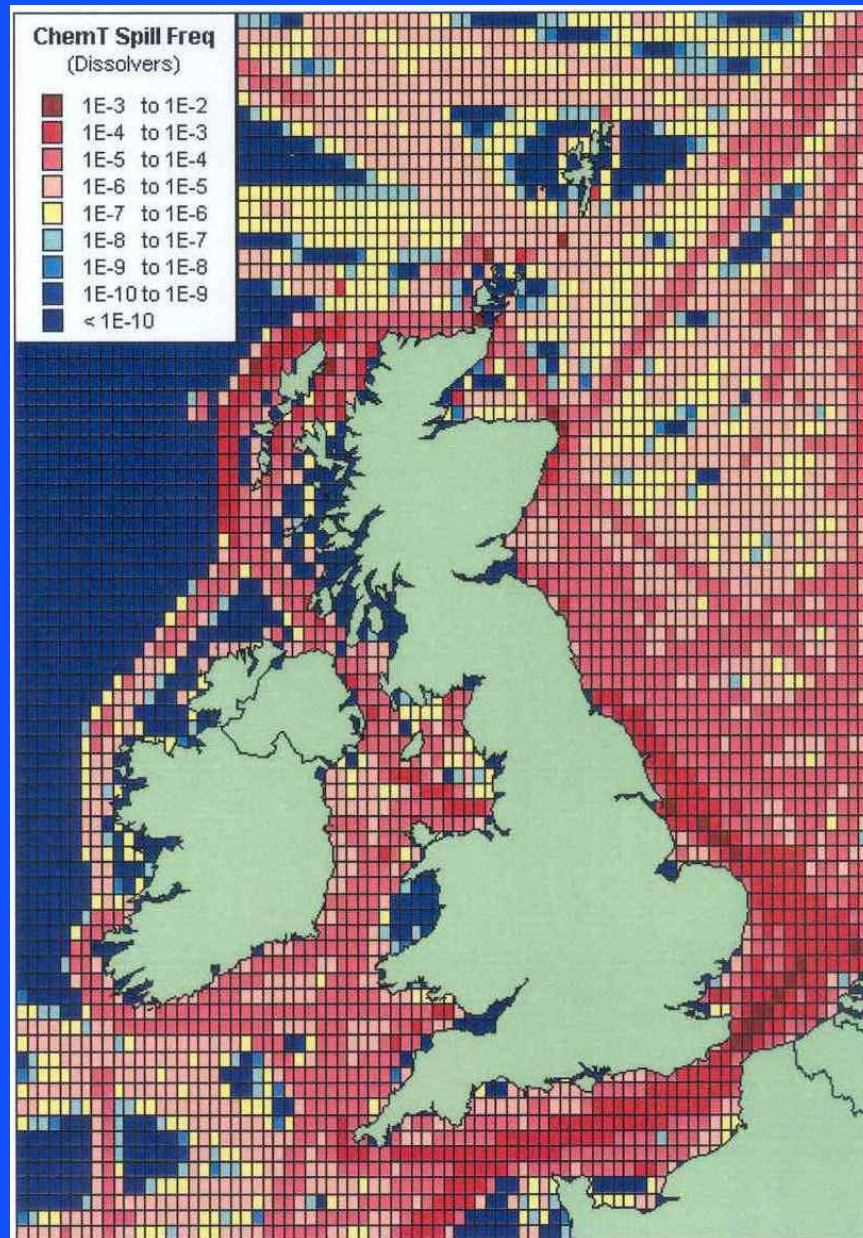 ChemT Spill Freq
(Dissolvers)
1E-3 to 1E-2
1E-4 to 1E-3
1E-5 to 1E-4
1E-6 to 1E-5
1E-7 to 1E-6
1E-8 to 1E-7
1E-9 to 1E-8
1E-10 to 1E-9
< 1E-10